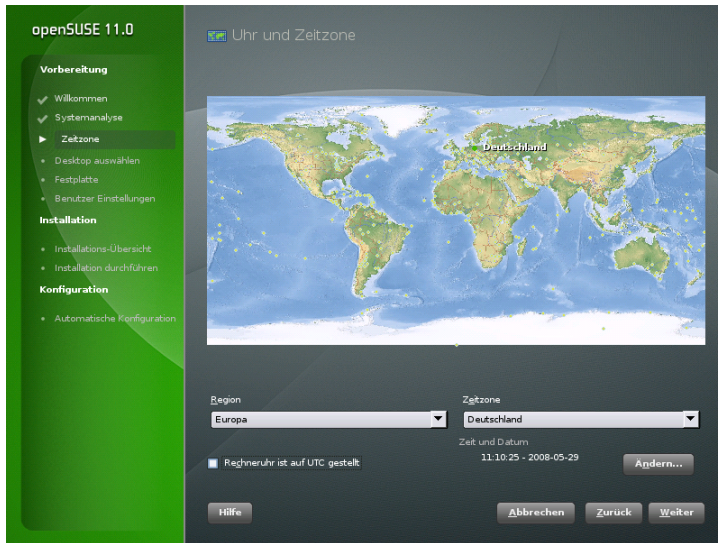 openSUSE 11.0
Vorbereitung
Willkommen
Systemanalyse
Zeitzone
Desktop auswählen
Festplatte
Benutzer Einstellungen
Installation
Installations-Übersicht
Installation durchführen
Konfiguration
Automatische Konfiguration
Uhr und Zeitzone
Deutschland
Region
Europa
Zeitzone
Deutschland
Rechneruhr ist auf UTC gestellt
Zeit und Datum
11:10:25 - 2008-05-29
Ändern...
Hilfe
Abbrechen
Zurück
Weiter